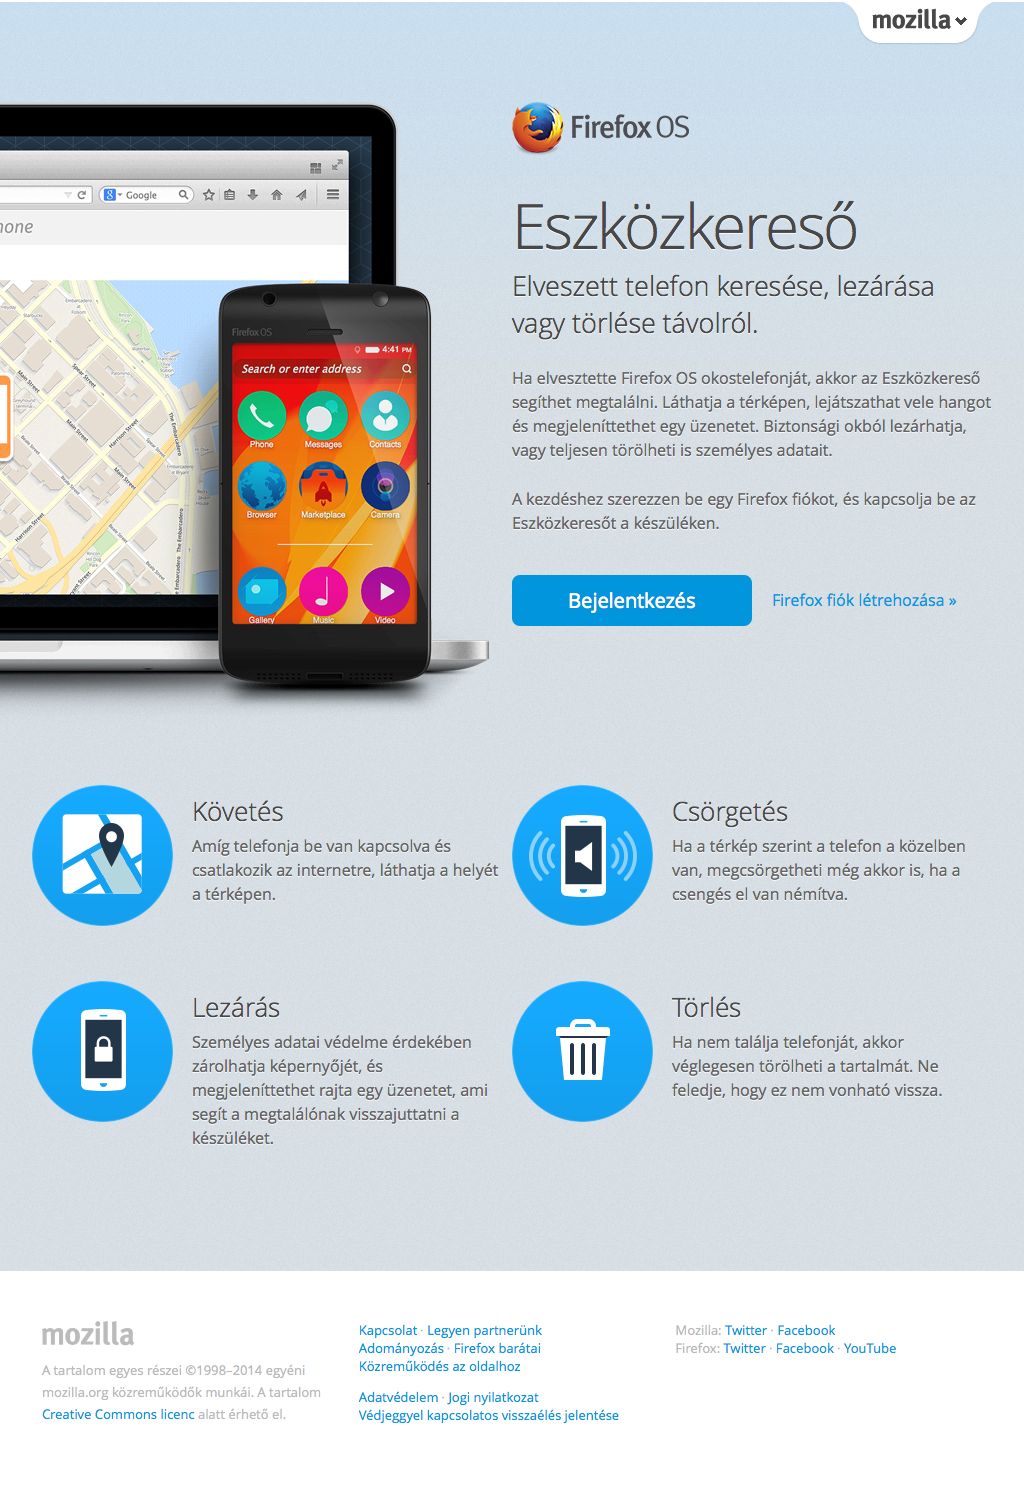 mozilla
Firefox OS
Eszközkereső
Elveszett telefon keresése, lezárása
vagy törlése távolról.
Ha elvesztette Firefox OS okostelefonját, akkor az Eszközkereső
segíthet megtalálni. Láthatja a térképen, lejátszathat vele hangot
és megjeleníttethet egy üzenetet. Biztonsági okból lezárhatja,
vagy teljesen törölheti is személyes adatait.
A kezdéshez szerezzen be egy Firefox fiókot, és kapcsolja be az
Eszközkeresőt a készüléken.
Bejelentkezés
Firefox fiók létrehozása »
Google
Firefox OS
4:41 PM
Search or enter address
Phone
Messages
Contacts
Browser
Marketplace
Camera
Gallery
Music
Video
Követés
Amíg telefonja be van kapcsolva és
csatlakozik az internetre, láthatja a helyét
a térképen.
Csörgetés
Ha a térkép szerint a telefon a közelben
van, megcsörgetheti még akkor is, ha a
csengés el van némítva.
Lezárás
Személyes adatai védelme érdekében
zárolhatja képernyőjét, és
megjeleníttethet rajta egy üzenetet, ami
segít a megtalálónak visszajuttatni a
készüléket.
Törlés
Ha nem találja telefonját, akkor
véglegesen törölheti a tartalmát. Ne
feledje, hogy ez nem vonható vissza.
mozilla
A tartalom egyes részei ©1998–2014 egyéni
mozilla.org közreműködők munkái. A tartalom
Creative Commons licenc alatt érhető el.
Kapcsolat · Legyen partnerünk
Adományozás · Firefox barátai
Közreműködés az oldalhoz
Adatvédelem · Jogi nyilatkozat
Védjeggyel kapcsolatos visszaélés jelentése
Mozilla: Twitter · Facebook
Firefox: Twitter · Facebook · YouTube